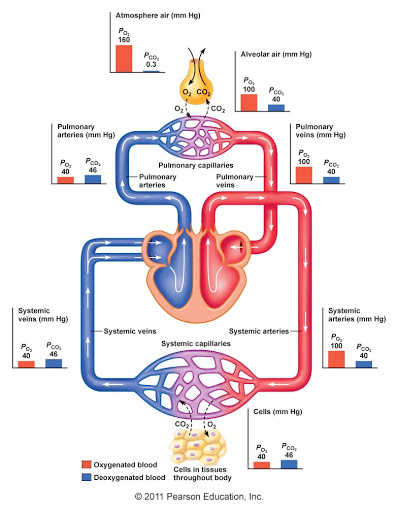 Atmosphere air (mm Hg)
PO2
160
PCO2
0.3
Alveolar air (mm Hg)
PO2
100
PCO2
40
O2 CO2
O2
CO2
Pulmonary
arteries (mm Hg)
PO2
40
PCO2
46
Pulmonary
veins (mm Hg)
PO2
100
PCO2
40
Pulmonary capillaries
Pulmonary
arteries
Pulmonary
veins
Systemic
veins (mm Hg)
PO2
40
PCO2
46
Systemic veins
Systemic arteries
Systemic
arteries (mm Hg)
PO2
100
PCO2
40
Systemic capillaries
CO2
O2
Cells (mm Hg)
PO2
40
PCO2
46
Cells in tissues
throughout body
Oxygenated blood
Deoxygenated blood
© 2011 Pearson Education, Inc.